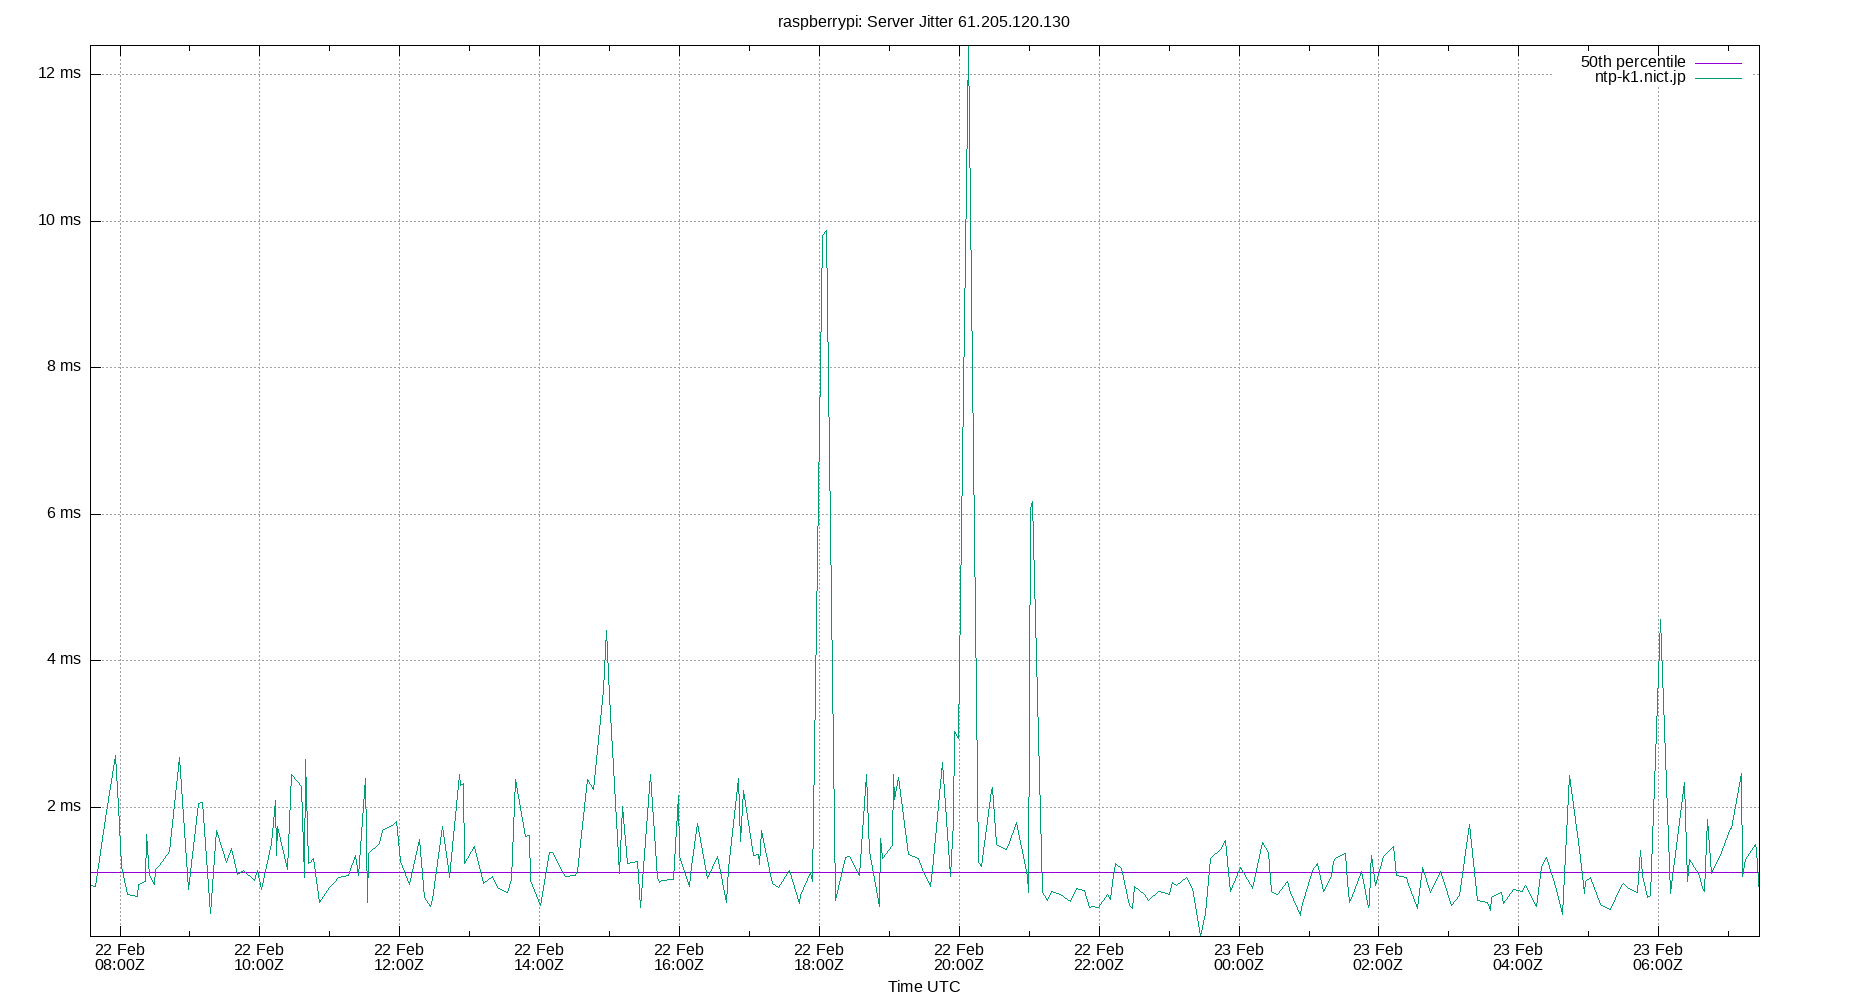 raspberrypi: Server Jitter 61.205.120.130
50th percentile
ntp-k1.nict.jp
12 ms
10 ms
8 ms
6 ms
4 ms
2 ms
22 Feb
08:00Z
22 Feb
10:00Z
22 Feb
12:00Z
22 Feb
14:00Z
22 Feb
16:00Z
22 Feb
18:00Z
22 Feb
20:00Z
22 Feb
22:00Z
23 Feb
00:00Z
23 Feb
02:00Z
23 Feb
04:00Z
23 Feb
06:00Z
Time UTC